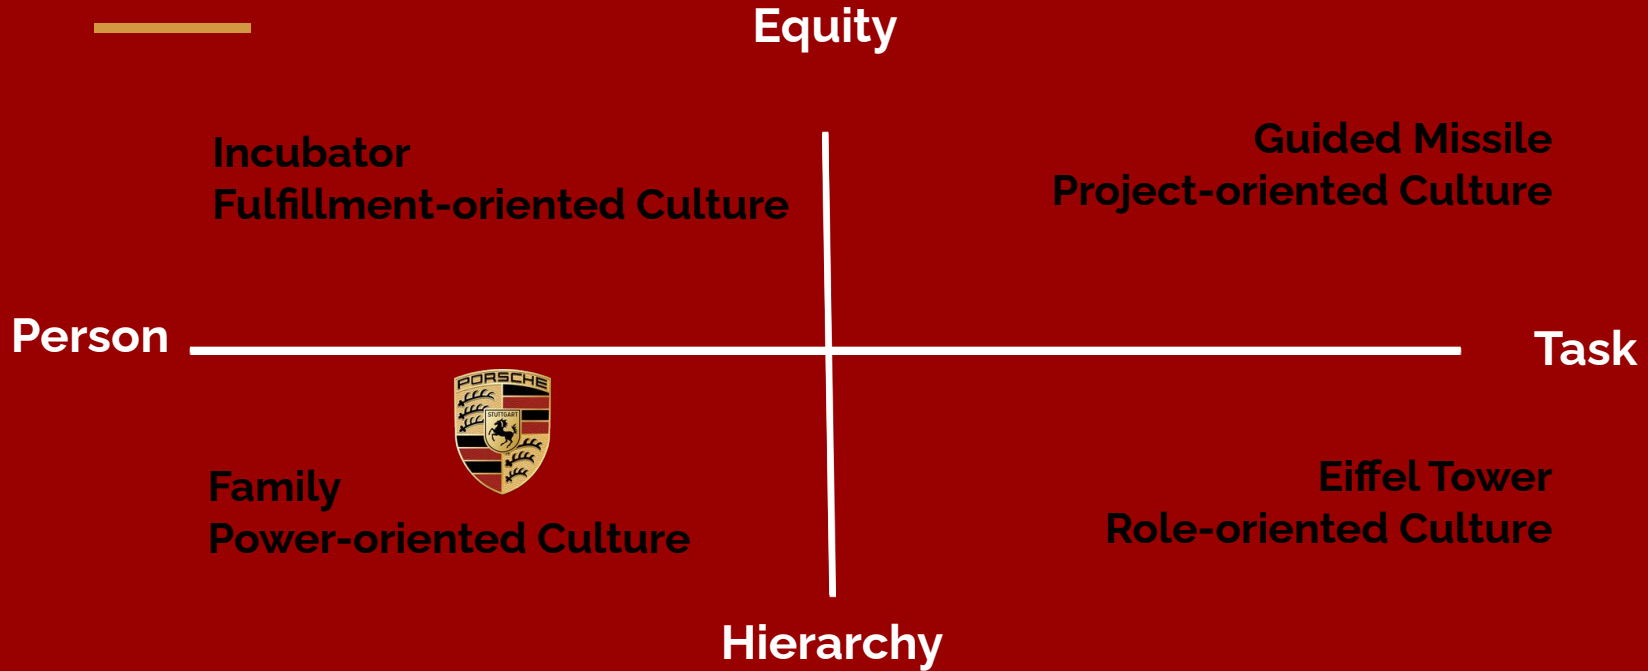 Equity
Incubator
Fulfillment-oriented Culture
Guided Missile
Project-oriented Culture
Person
Task
PORSCHE
STUTTGART
Family
Power-oriented Culture
Eiffel Tower
Role-oriented Culture
Hierarchy